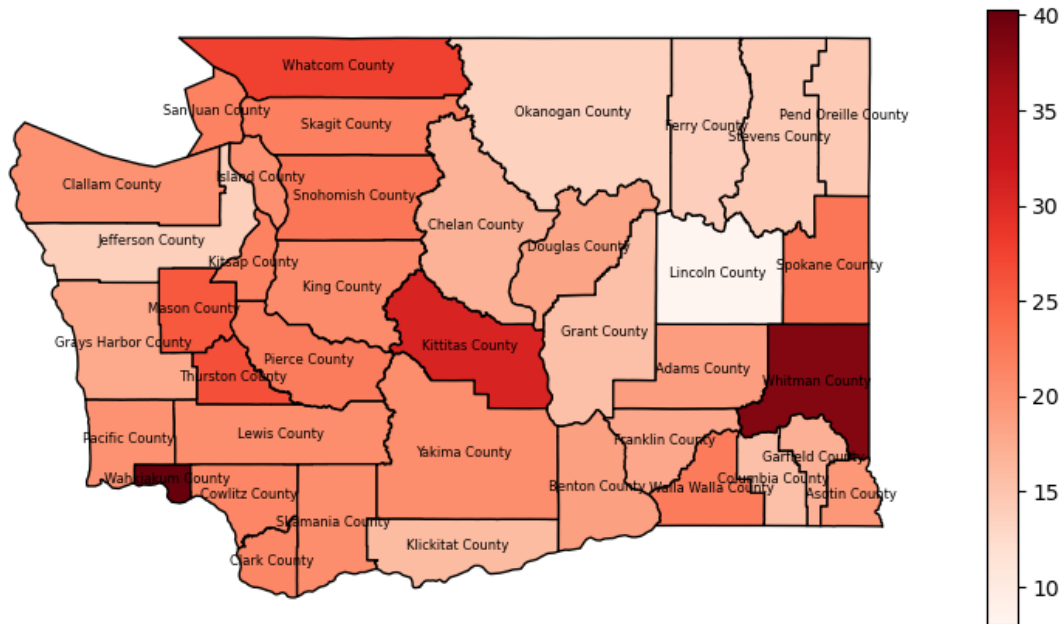 Whatcom County
San Juan County
Skagit County
Okanogan County
Ferry County
Stevens County
Pend Oreille County
Clallam County
Island County
Snohomish County
Chelan County
Jefferson County
Kitsap County
King County
Douglas County
Lincoln County
Spokane County
Mason County
Grays Harbor County
Thurston County
Pierce County
Kittitas County
Grant County
Adams County
Whitman County
Pacific County
Lewis County
Yakima County
Franklin County
Garfield County
Wahkiakum County
Cowlitz County
Skamania County
Benton County
Walla Walla County
Columbia County
Asotin County
Clark County
Klickitat County
40
35
30
25
20
15
10